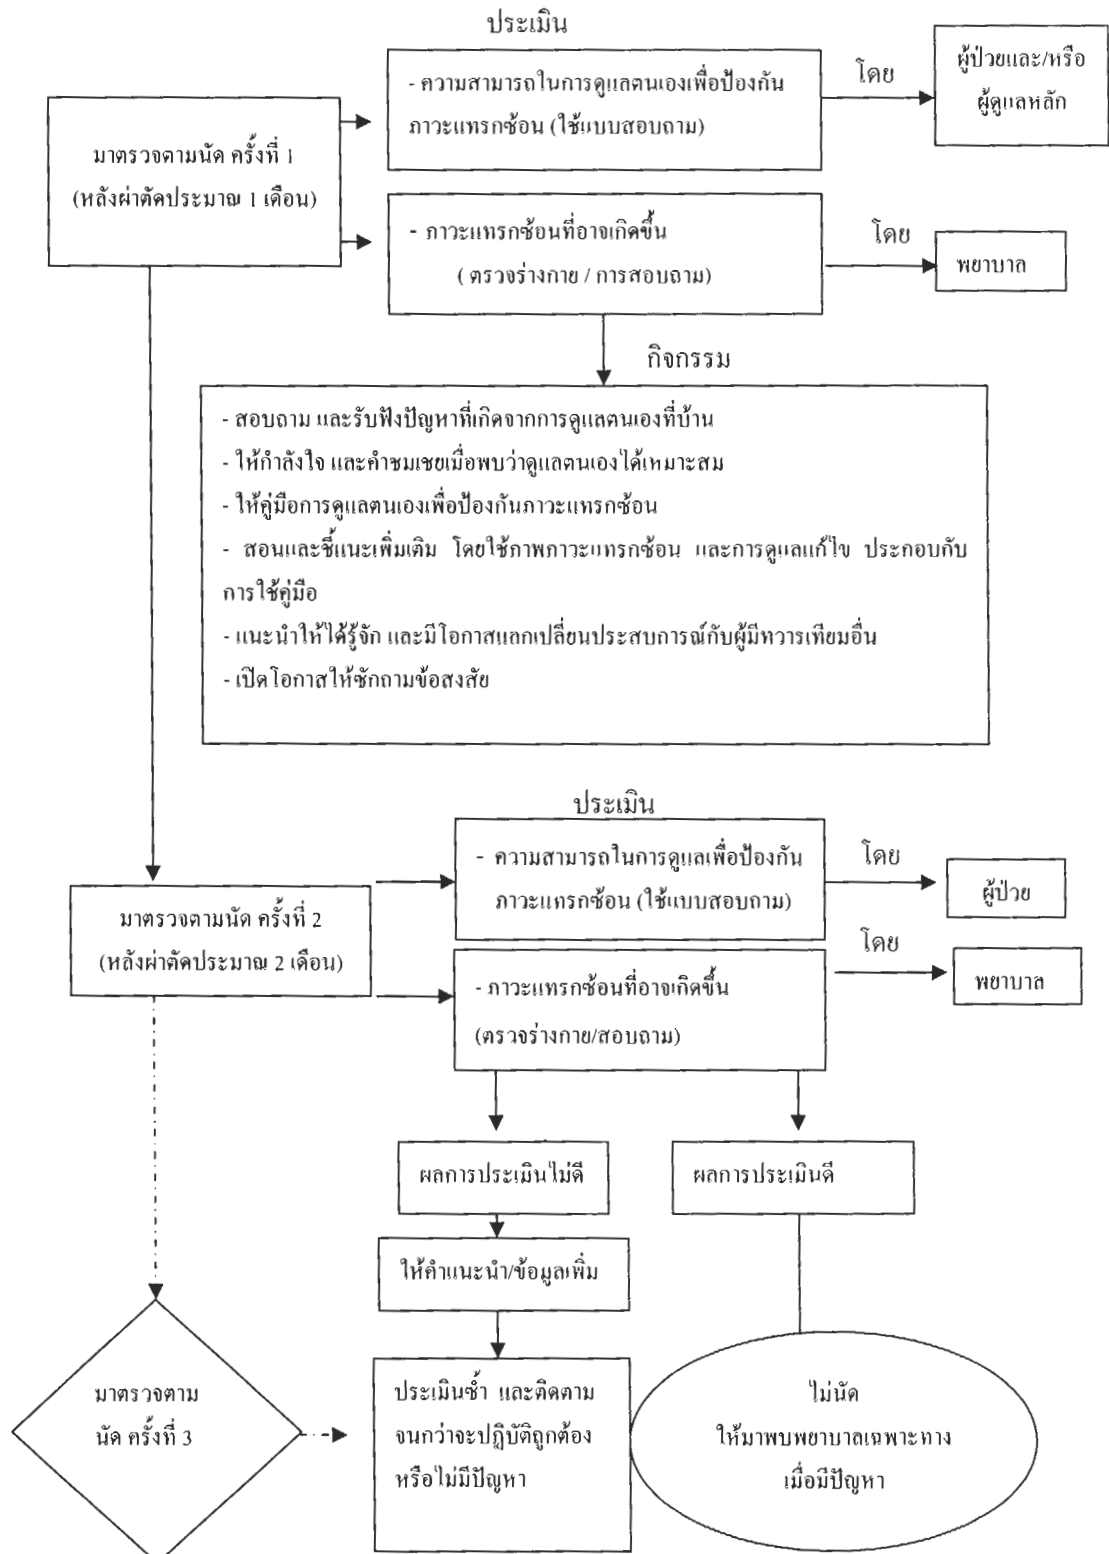 ประเมิน
- ความสามารถในการดูแลตนเองเพื่อป้องกัน
ภาวะแทรกซ้อน (ใช้แบบสอบถาม)
โดย
ผู้ป่วยและ/หรือ
ผู้ดูแลหลัก
มาตรวจตามนัด ครั้งที่ 1
(หลังผ่าตัดประมาณ 1 เดือน)
- ภาวะแทรกซ้อนที่อาจเกิดขึ้น
( ตรวจร่างกาย / การสอบถาม)
โดย
พยาบาล
กิจกรรม
- สอบถาม และรับฟังปัญหาที่เกิดจากการดูแลตนเองที่บ้าน
- ให้กำลังใจ และคำชมเชยเมื่อพบว่าดูแลตนเองได้เหมาะสม
- ให้คู่มือการดูแลตนเองเพื่อป้องกันภาวะแทรกซ้อน
- สอนและชี้แนะเพิ่มเติม โดยใช้ภาพภาวะแทรกซ้อน และการดูแลแก้ไข ประกอบกับ
การใช้คู่มือ
- แนะนำให้ได้รู้จัก และมีโอกาสแลกเปลี่ยนประสบการณ์กับผู้มีทวารเทียมอื่น
- เปิดโอกาสให้ซักถามข้อสงสัย
ประเมิน
- ความสามารถในการดูแลเพื่อป้องกัน
ภาวะแทรกซ้อน (ใช้แบบสอบถาม)
โดย
ผู้ป่วย
มาตรวจตามนัด ครั้งที่ 2
(หลังผ่าตัดประมาณ 2 เดือน)
- ภาวะแทรกซ้อนที่อาจเกิดขึ้น
(ตรวจร่างกาย/สอบถาม)
โดย
พยาบาล
ผลการประเมินไม่ดี
ผลการประเมินดี
ให้คำแนะนำ/ข้อมูลเพิ่ม
มาตรวจตาม
นัด ครั้งที่ 3
ประเมินซ้ำ และติดตาม
จนกว่าจะปฏิบัติถูกต้อง
หรือไม่มีปัญหา
ไม่นัด
ให้มาพบพยาบาลเฉพาะทาง
เมื่อมีปัญหา